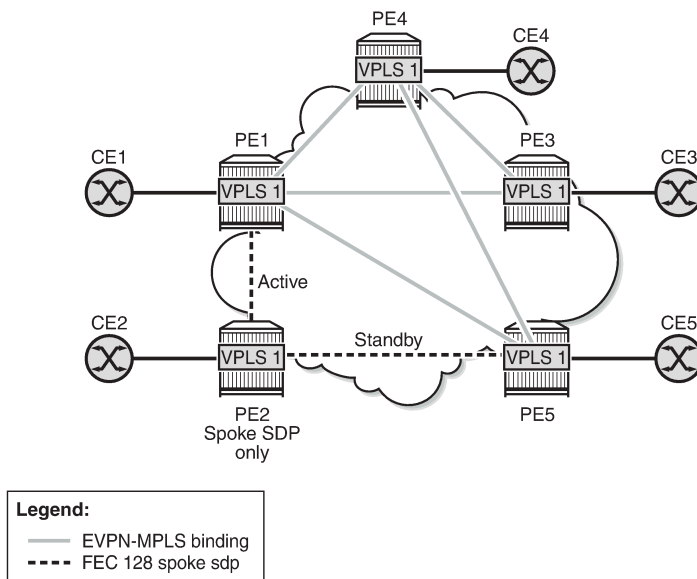 PE4
CE4
VPLS 1
CE1
PE1
PE3
CE3
VPLS 1
VPLS 1
Active
CE2
Standby
CE5
VPLS 1
VPLS 1
PE2
Spoke SDP
only
PE5
Legend:
EVPN-MPLS binding
FEC 128 spoke sdp